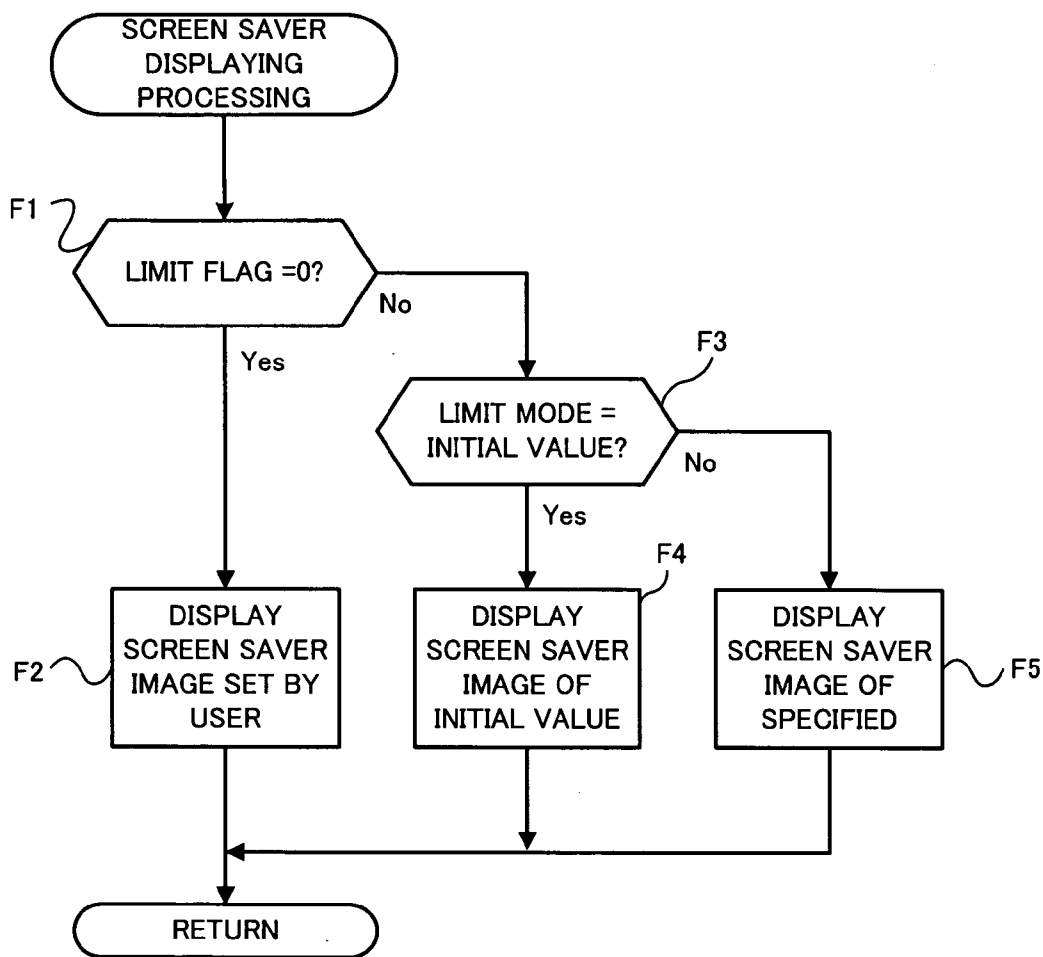 SCREEN SAVER
DISPLAYING
PROCESSING
F1
LIMIT FLAG =0?
No
Yes
F3
LIMIT MODE =
INITIAL VALUE?
No
Yes
F2
DISPLAY
SCREEN SAVER
IMAGE SET BY
USER
F4
DISPLAY
SCREEN SAVER
IMAGE OF
INITIAL VALUE
DISPLAY
SCREEN SAVER
IMAGE OF
SPECIFIED
F5
RETURN